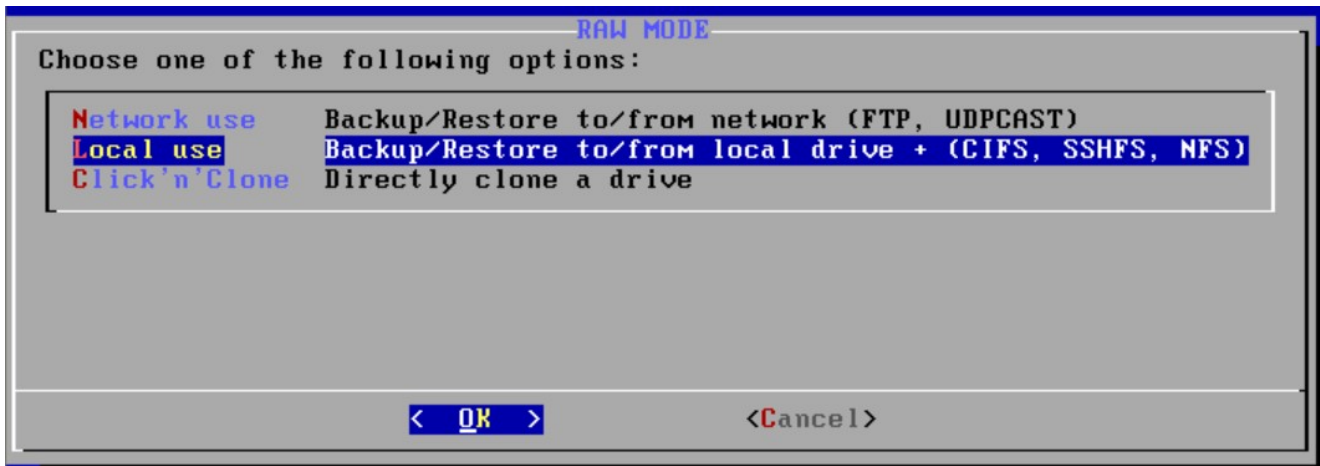 RAW MODE
Choose one of the following options:
Network use Backup/Restore to/from network (FTP, UDPCAST)
Local use Backup/Restore to/from local drive + (CIFS, SSHFS, NFS)
Click'n'Clone Directly clone a drive
< OK > <Cancel>